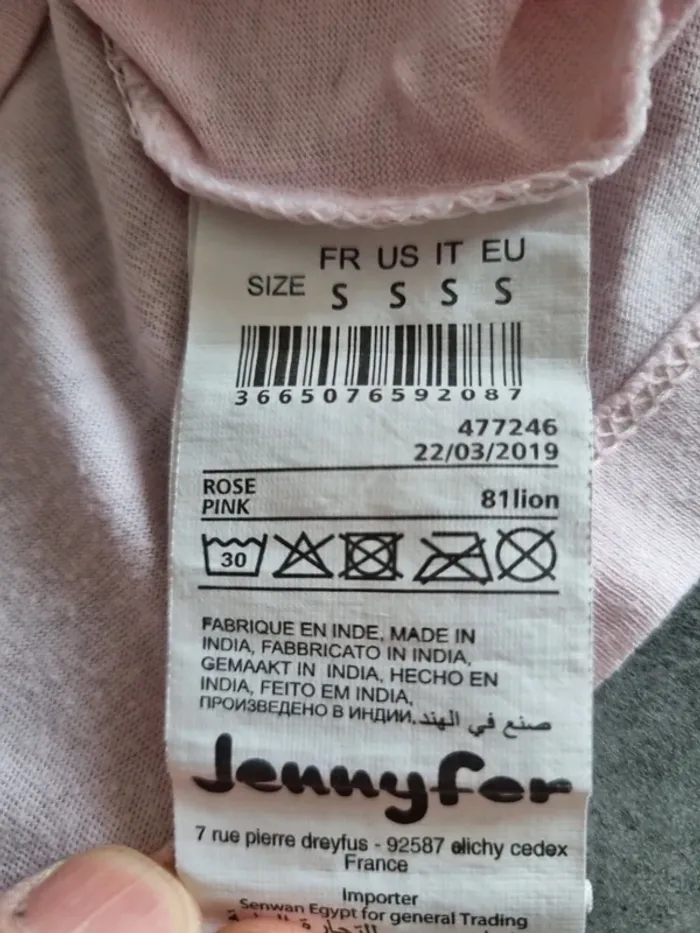 FR US IT EU
SIZE S S S S
3665076592087
477246
22/03/2019
ROSE
PINK
81lion
30
FABRIQUE EN INDE, MADE IN
INDIA, FABBRICATO IN INDIA,
GEMAAKT IN INDIA, HECHO EN
INDIA, FEITO EM INDIA,
ПРОИЗВЕДЕНО В ИНДИИ, صنع في الهند
Jennyfer
7 rue pierre dreyfus - 92587 clichy cedex
France
Importer
Senwan Egypt for general Trading